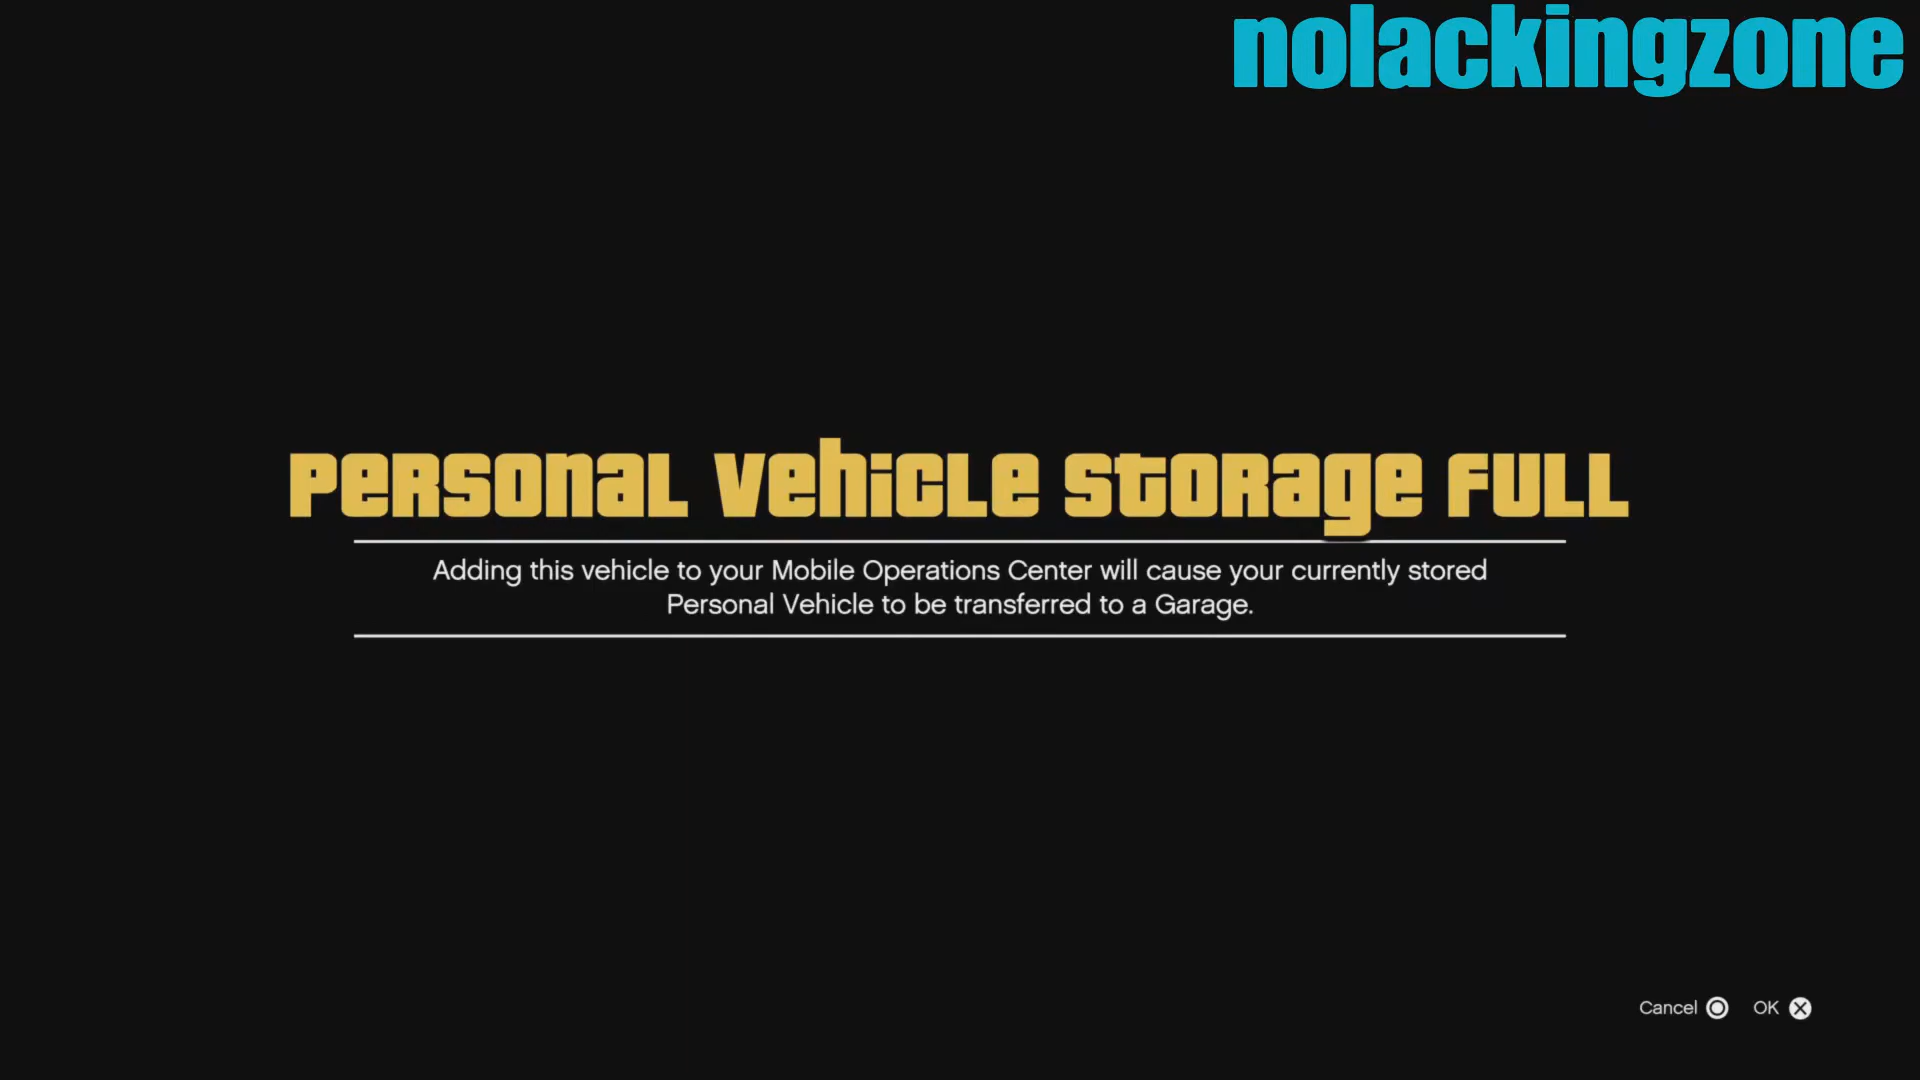 nolackingzone
Personal Vehicle Storage Full
Adding this vehicle to your Mobile Operations Center will cause your currently stored
Personal Vehicle to be transferred to a Garage.
Cancel OK